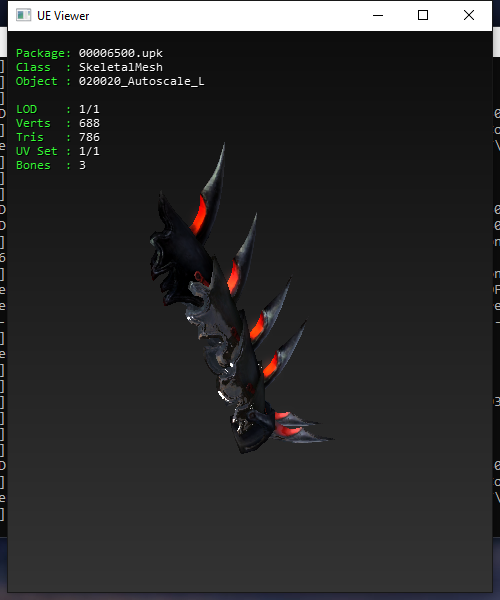 UE Viewer
Package: 00006500.upk
Class : SkeletalMesh
Object : 020020_Autoscale_L
LOD : 1/1
Verts : 688
Tris : 786
UV Set : 1/1
Bones : 3